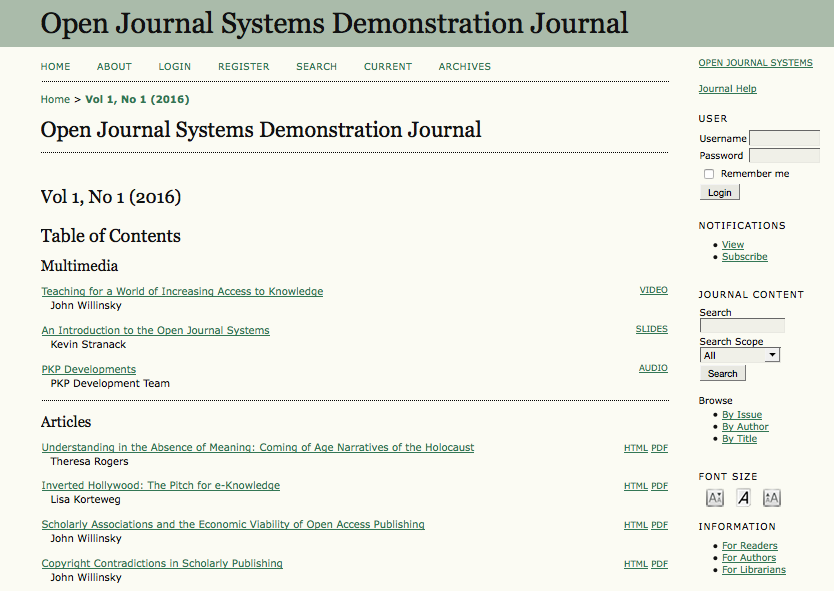 Open Journal Systems Demonstration Journal
HOME ABOUT LOGIN REGISTER SEARCH CURRENT ARCHIVES
Home > Vol 1, No 1 (2016)
Open Journal Systems Demonstration Journal
Vol 1, No 1 (2016)
Table of Contents
Multimedia
Teaching for a World of Increasing Access to Knowledge VIDEO
John Willinsky
An Introduction to the Open Journal Systems SLIDES
Kevin Stranack
PKP Developments AUDIO
PKP Development Team
Articles
Understanding in the Absence of Meaning: Coming of Age Narratives of the Holocaust HTML PDF
Theresa Rogers
Inverted Hollywood: The Pitch for e-Knowledge HTML PDF
Lisa Korteweg
Scholarly Associations and the Economic Viability of Open Access Publishing HTML PDF
John Willinsky
Copyright Contradictions in Scholarly Publishing HTML PDF
John Willinsky
OPEN JOURNAL SYSTEMS
Journal Help
USER
Username
Password
Remember me
Login
NOTIFICATIONS
View
Subscribe
JOURNAL CONTENT
Search
Search Scope
All
Search
Browse
By Issue
By Author
By Title
FONT SIZE
AA A AA
INFORMATION
For Readers
For Authors
For Librarians